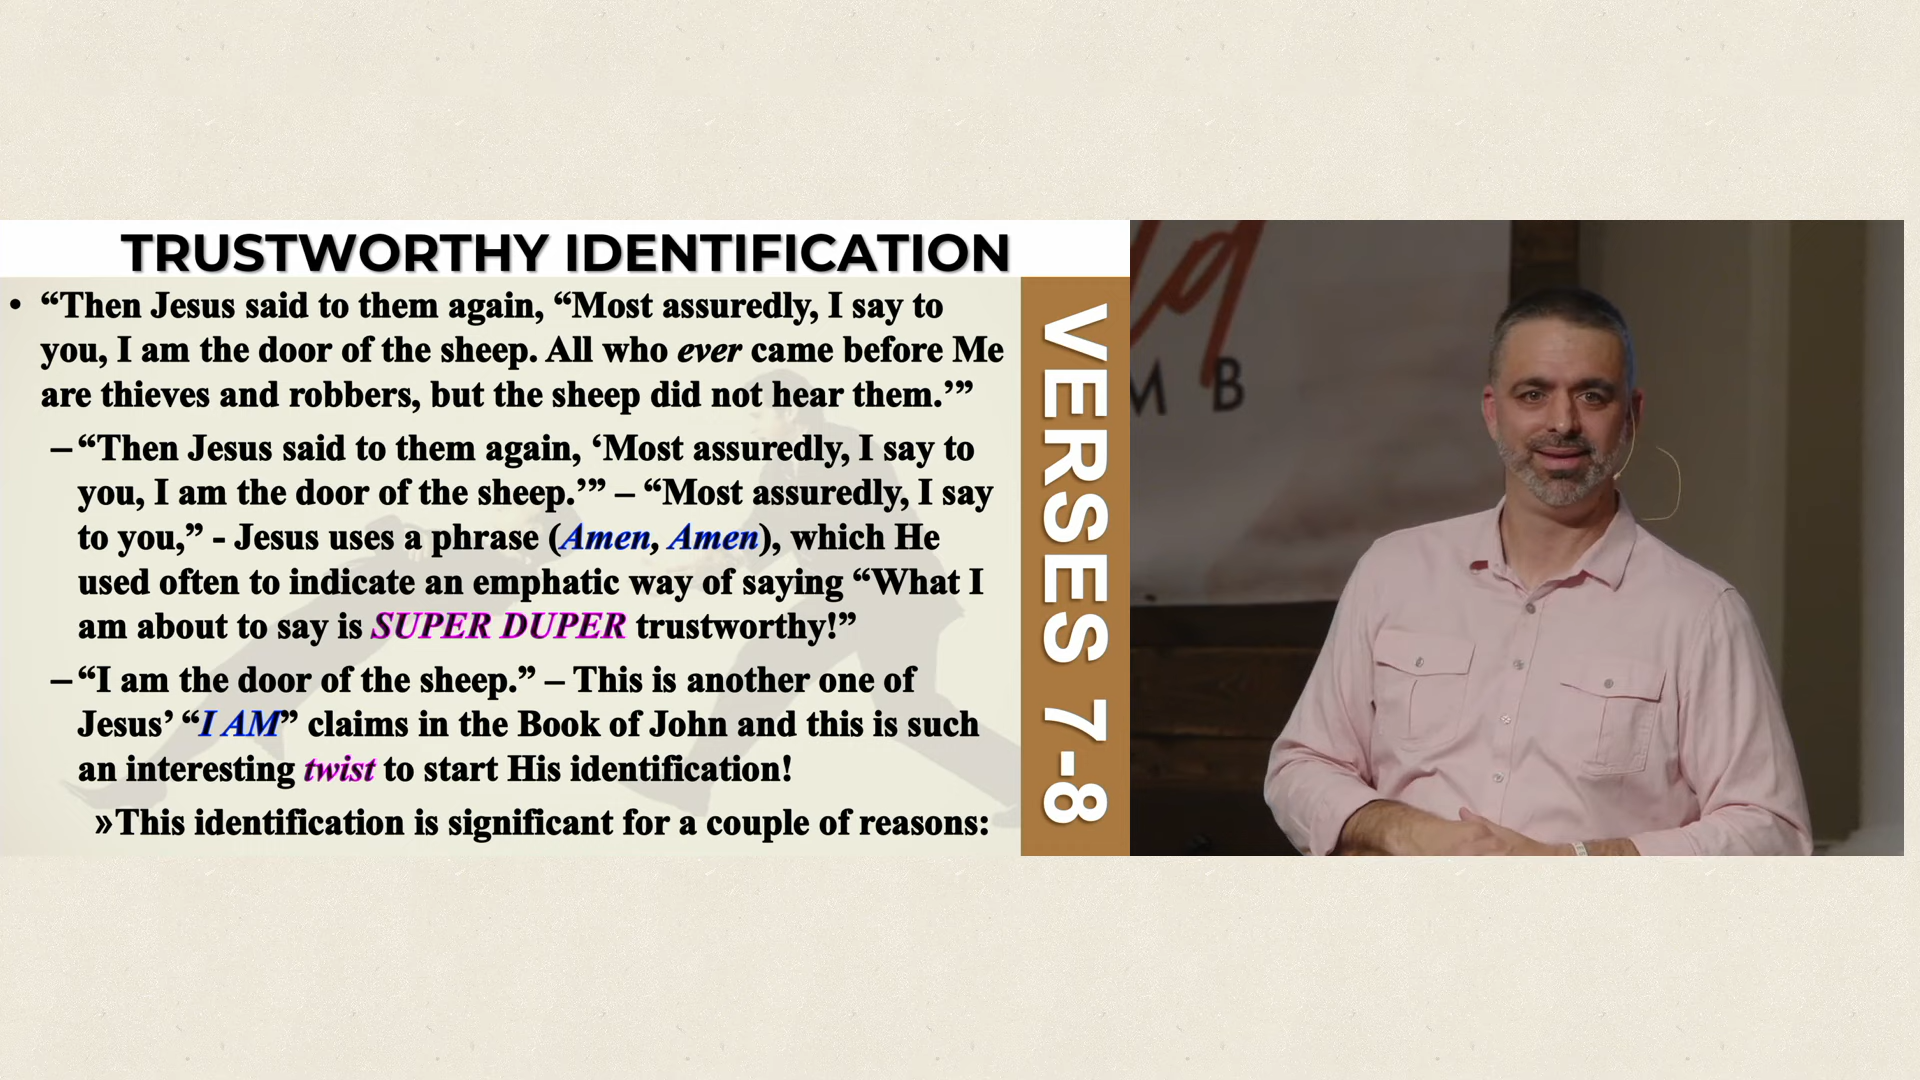 TRUSTWORTHY IDENTIFICATION
• “Then Jesus said to them again, “Most assuredly, I say to
you, I am the door of the sheep. All who ever came before Me
are thieves and robbers, but the sheep did not hear them.’”
– “Then Jesus said to them again, ‘Most assuredly, I say to
you, I am the door of the sheep.’” – “Most assuredly, I say
to you,” - Jesus uses a phrase (Amen, Amen), which He
used often to indicate an emphatic way of saying “What I
am about to say is SUPER DUPER trustworthy!”
– “I am the door of the sheep.” – This is another one of
Jesus’ “I AM” claims in the Book of John and this is such
an interesting twist to start His identification!
» This identification is significant for a couple of reasons:
VERSES 7-8
M B